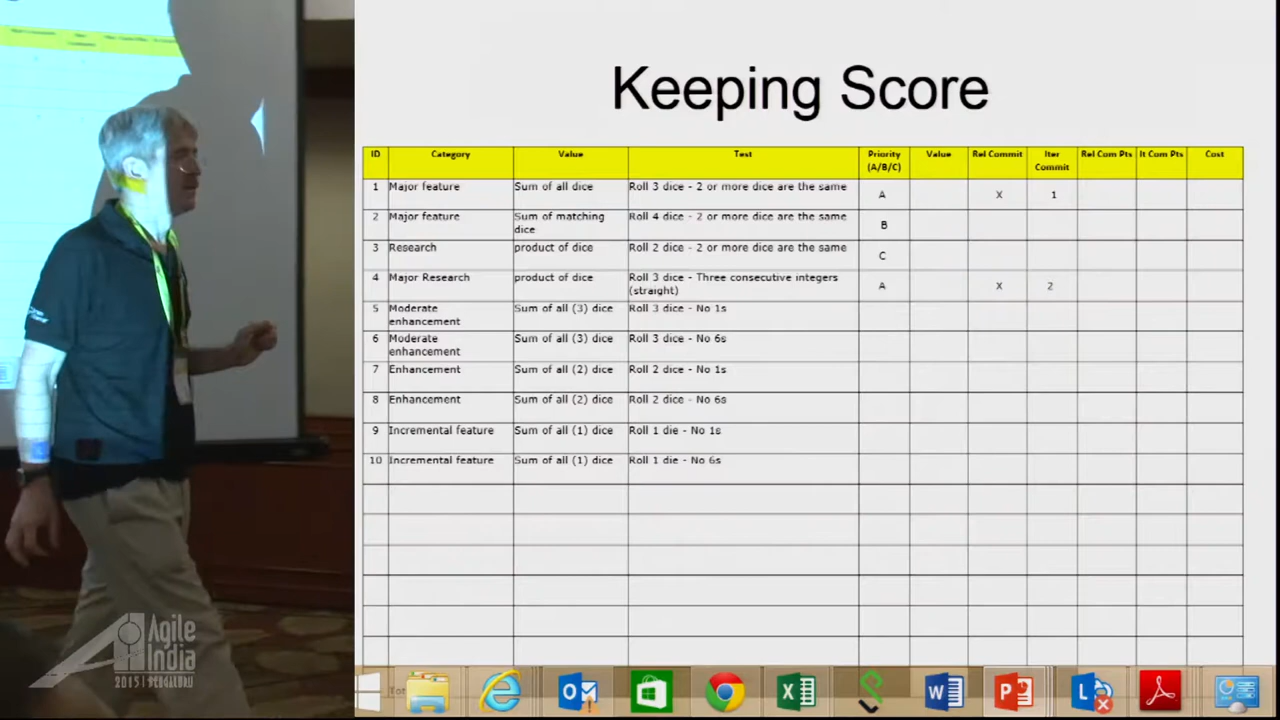 Keeping Score
ID Category Value Test Priority (A/B/C) Value Rel Commit Iter Commit Rel Com Pts It Com Pts Cost
1 Major feature Sum of all dice Roll 3 dice - 2 or more dice are the same A X 1
2 Major feature Sum of matching dice Roll 4 dice - 2 or more dice are the same B
3 Research product of dice Roll 2 dice - 2 or more dice are the same C
4 Major Research product of dice Roll 3 dice - Three consecutive integers (straight) A X 2
5 Moderate enhancement Sum of all (3) dice Roll 3 dice - No 1s
6 Moderate enhancement Sum of all (3) dice Roll 3 dice - No 6s
7 Enhancement Sum of all (2) dice Roll 2 dice - No 1s
8 Enhancement Sum of all (2) dice Roll 2 dice - No 6s
9 Incremental feature Sum of all (1) dice Roll 1 die - No 1s
10 Incremental feature Sum of all (1) dice Roll 1 die - No 6s
Agile
India
2015 | BENGALURU